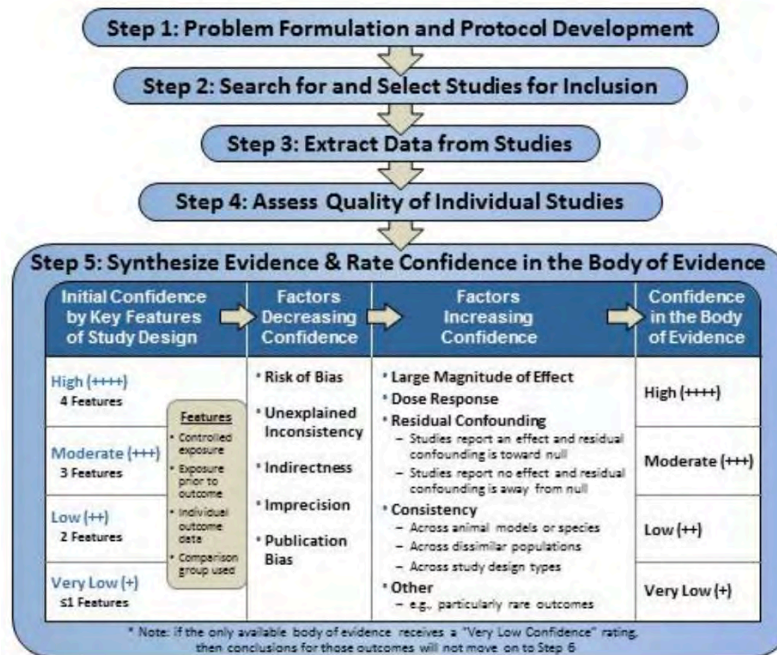 Step 1: Problem Formulation and Protocol Development
Step 2: Search for and Select Studies for Inclusion
Step 3: Extract Data from Studies
Step 4: Assess Quality of Individual Studies
Step 5: Synthesize Evidence & Rate Confidence in the Body of Evidence
Initial Confidence
by Key Features
of Study Design
Factors
Decreasing
Confidence
Factors
Increasing
Confidence
Confidence
in the Body
of Evidence
High (++++)
4 Features
Moderate (+++)
3 Features
Low (++)
2 Features
Very Low (+)
≤1 Features
Features
• Controlled
exposure
• Exposure
prior to
outcome
• Individual
outcome
data
• Comparison
group used
• Risk of Bias
• Unexplained
Inconsistency
• Indirectness
• Imprecision
• Publication
Bias
• Large Magnitude of Effect
• Dose Response
• Residual Confounding
– Studies report an effect and residual
confounding is toward null
– Studies report no effect and residual
confounding is away from null
• Consistency
– Across animal models or species
– Across dissimilar populations
– Across study design types
• Other
– e.g., particularly rare outcomes
High (++++)
Moderate (+++)
Low (++)
Very Low (+)
* Note: if the only available body of evidence receives a "Very Low Confidence" rating,
then conclusions for those outcomes will not move on to Step 6